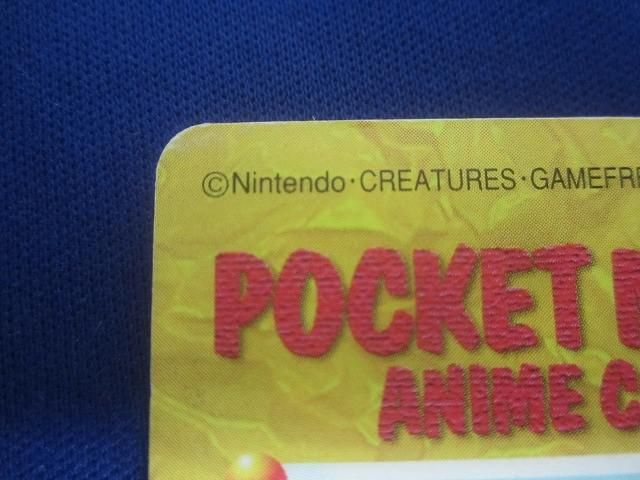 ©Nintendo·CREATURES·GAMEFR
POCKET
ANIME C